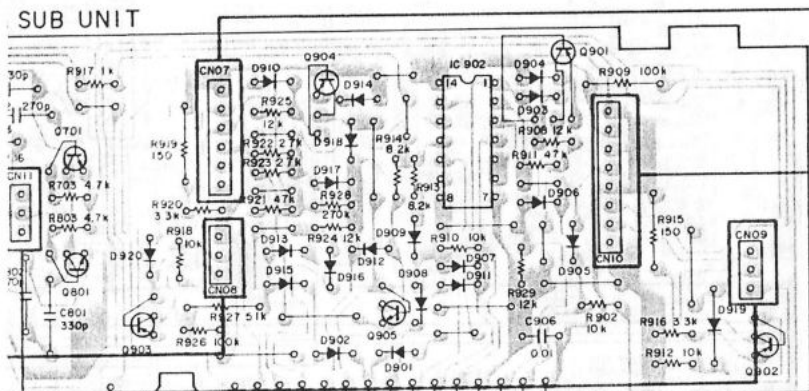 SUB UNIT
R917 1k
CN07
D910
Q904
D914
IC 902
D904
Q901
R909 100k
30p
270p
R925
12k
14
1
D903
Q701
R919
150
D918
R914
8.2k
R908 12k
R922 2.7k
R923 2.7k
R911 47k
CN11
D917
8
7
R703 4.7k
R920
3.3k
R921 47k
R928
270k
R913
8.2k
D906
R803 4.7k
R918
10k
D913
R924 12k
D909
R910 10k
R915
150
CN09
D920
CN08
D912
D907
D905
CN10
Q801
D915
D916
D908
D911
R929
12k
C801
330p
R927 5.1k
C906
0.01
R902
10k
R916 3.3k
D919
Q903
R926 100k
D902
Q905
D901
R912 10k
Q902